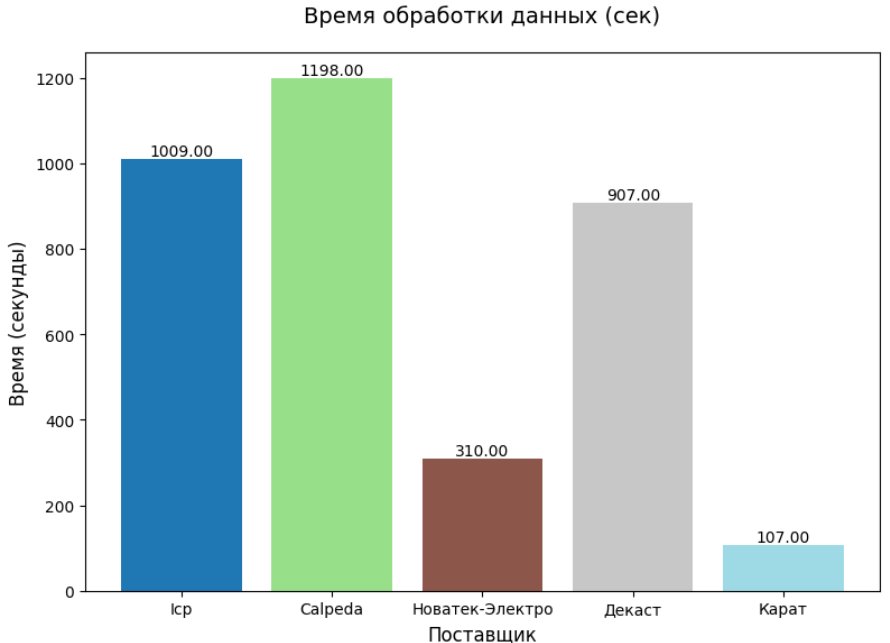 Время обработки данных (сек)
Время (секунды)
1200
1000
800
600
400
200
0
1009.00
1198.00
310.00
907.00
107.00
Iср
Calpeda
Новатек-Электро
Декаст
Карат
Поставщик